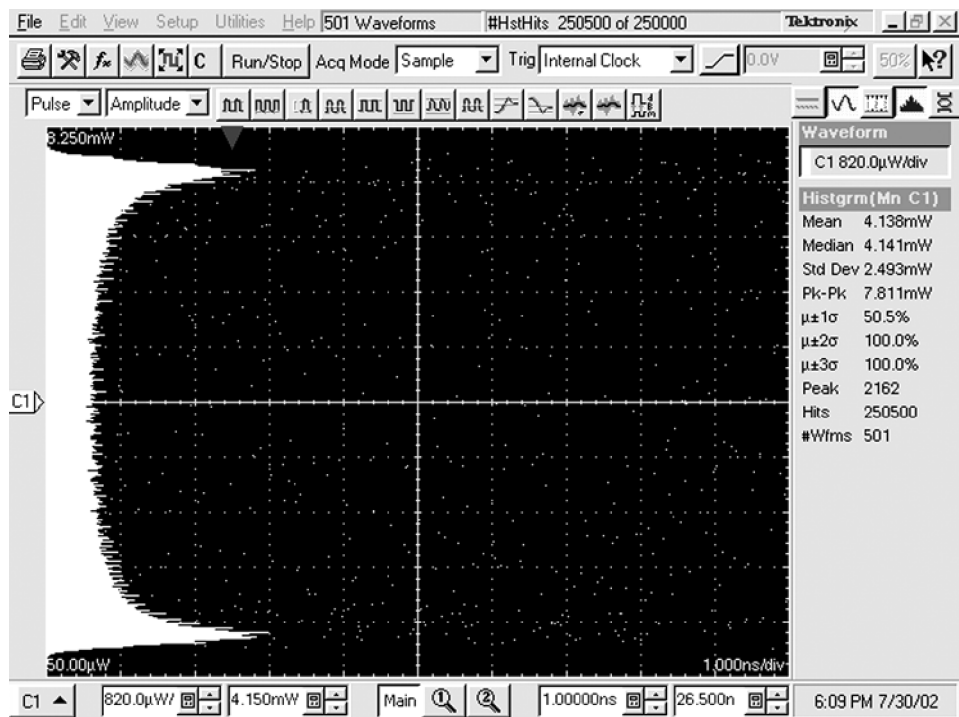 File Edit View Setup Utilities Help 501 Waveforms #HstHits 250500 of 250000 Tektronix
C Run/Stop Acq Mode Sample Trig Internal Clock 0.0V 50%
Pulse Amplitude
8.250mW
Waveform
C1 820.0µW/div
Histgrm(Mn C1)
Mean 4.138mW
Median 4.141mW
Std Dev 2.493mW
Pk-Pk 7.811mW
µ±1σ 50.5%
µ±2σ 100.0%
µ±3σ 100.0%
Peak 2162
Hits 250500
#Wfms 501
C1
50.00µW 1.000ns/div
C1 820.0µW/ 4.150mW Main 1 2 1.00000ns 26.500n 6:09 PM 7/30/02